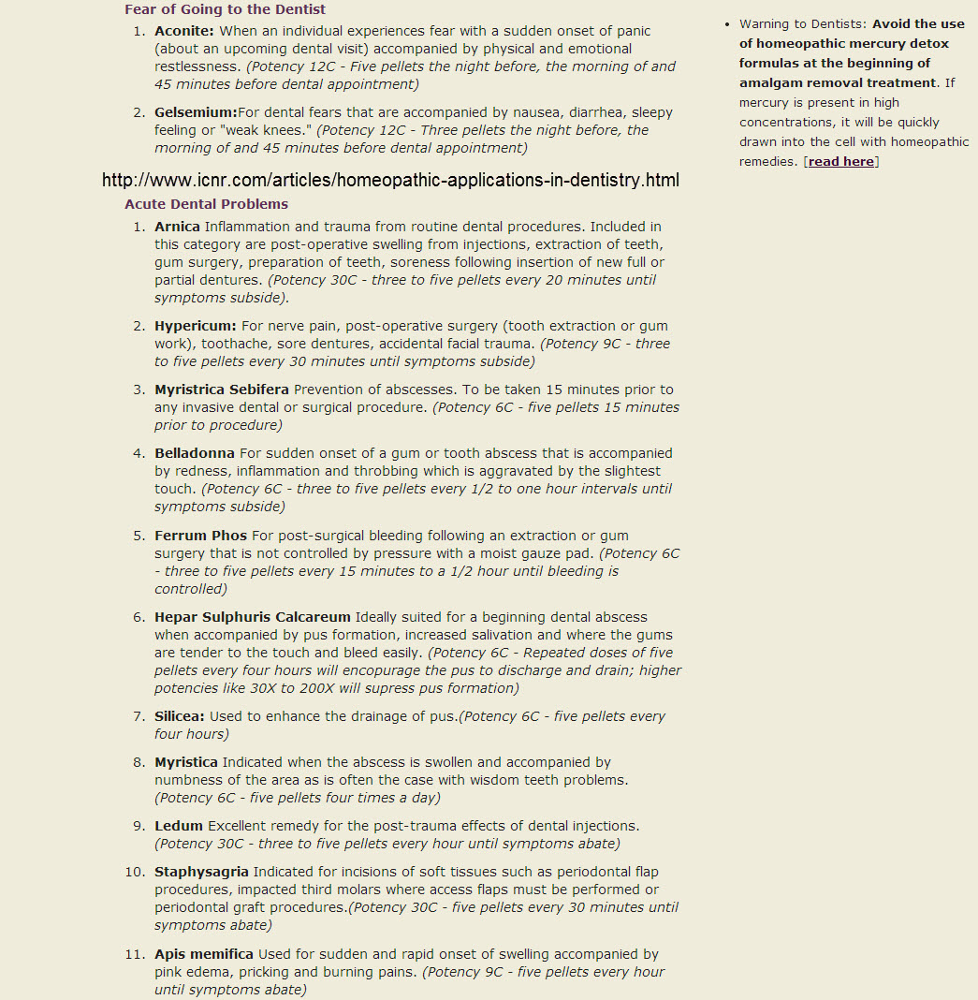 Fear of Going to the Dentist
1. Aconite: When an individual experiences fear with a sudden onset of panic
(about an upcoming dental visit) accompanied by physical and emotional
restlessness. (Potency 12C - Five pellets the night before, the morning of and
45 minutes before dental appointment)
2. Gelsemium:For dental fears that are accompanied by nausea, diarrhea, sleepy
feeling or "weak knees." (Potency 12C - Three pellets the night before, the
morning of and 45 minutes before dental appointment)
http://www.icnr.com/articles/homeopathic-applications-in-dentistry.html
Acute Dental Problems
1. Arnica Inflammation and trauma from routine dental procedures. Included in
this category are post-operative swelling from injections, extraction of teeth,
gum surgery, preparation of teeth, soreness following insertion of new full or
partial dentures. (Potency 30C - three to five pellets every 20 minutes until
symptoms subside).
2. Hypericum: For nerve pain, post-operative surgery (tooth extraction or gum
work), toothache, sore dentures, accidental facial trauma. (Potency 9C - three
to five pellets every 30 minutes until symptoms subside)
3. Myristrica Sebifera Prevention of abscesses. To be taken 15 minutes prior to
any invasive dental or surgical procedure. (Potency 6C - five pellets 15 minutes
prior to procedure)
4. Belladonna For sudden onset of a gum or tooth abscess that is accompanied
by redness, inflammation and throbbing which is aggravated by the slightest
touch. (Potency 6C - three to five pellets every 1/2 to one hour intervals until
symptoms subside)
5. Ferrum Phos For post-surgical bleeding following an extraction or gum
surgery that is not controlled by pressure with a moist gauze pad. (Potency 6C
- three to five pellets every 15 minutes to a 1/2 hour until bleeding is
controlled)
6. Hepar Sulphuris Calcareum Ideally suited for a beginning dental abscess
when accompanied by pus formation, increased salivation and where the gums
are tender to the touch and bleed easily. (Potency 6C - Repeated doses of five
pellets every four hours will encopurage the pus to discharge and drain; higher
potencies like 30X to 200X will supress pus formation)
7. Silicea: Used to enhance the drainage of pus.(Potency 6C - five pellets every
four hours)
8. Myristica Indicated when the abscess is swollen and accompanied by
numbness of the area as is often the case with wisdom teeth problems.
(Potency 6C - five pellets four times a day)
9. Ledum Excellent remedy for the post-trauma effects of dental injections.
(Potency 30C - three to five pellets every hour until symptoms abate)
10. Staphysagria Indicated for incisions of soft tissues such as periodontal flap
procedures, impacted third molars where access flaps must be performed or
periodontal graft procedures.(Potency 30C - five pellets every 30 minutes until
symptoms abate)
11. Apis memifica Used for sudden and rapid onset of swelling accompanied by
pink edema, pricking and burning pains. (Potency 9C - five pellets every hour
until symptoms abate)
• Warning to Dentists: Avoid the use
of homeopathic mercury detox
formulas at the beginning of
amalgam removal treatment. If
mercury is present in high
concentrations, it will be quickly
drawn into the cell with homeopathic
remedies. [read here]